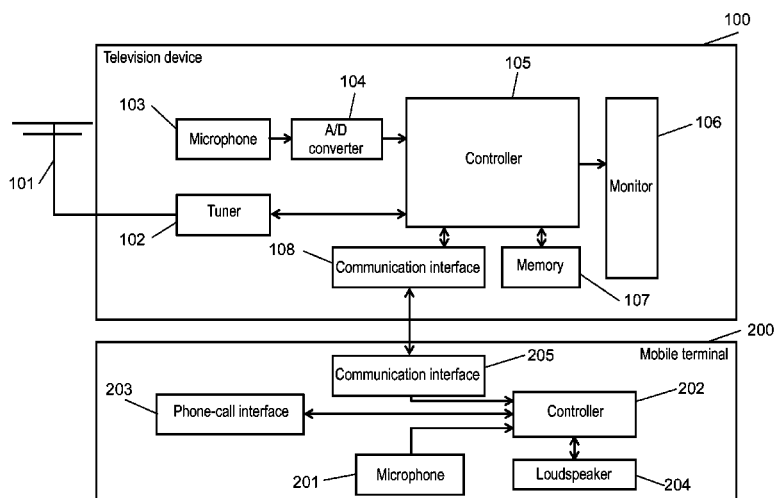 100
Television device
105
104
103
106
Microphone
A/D
converter
Controller
Monitor
101
Tuner
102
108
Communication interface
Memory
107
200
Mobile terminal
205
Communication interface
202
203
Phone-call interface
Controller
201
Microphone
Loudspeaker
204